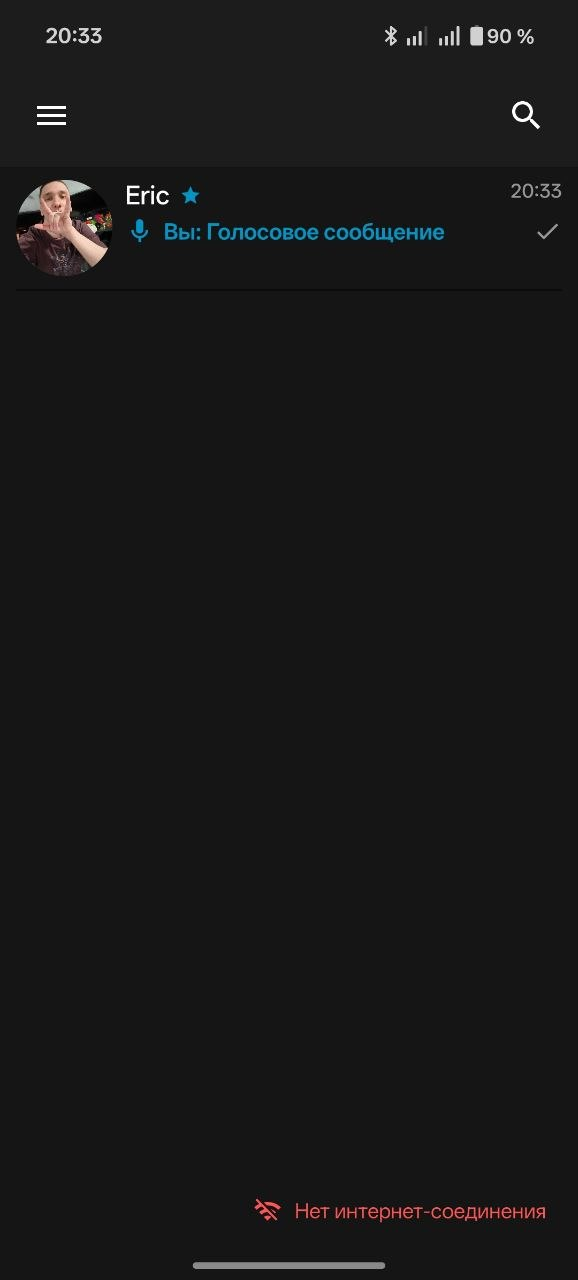 20:33
90 %
Eric
20:33
Вы: Голосовое сообщение
Нет интернет-соединения